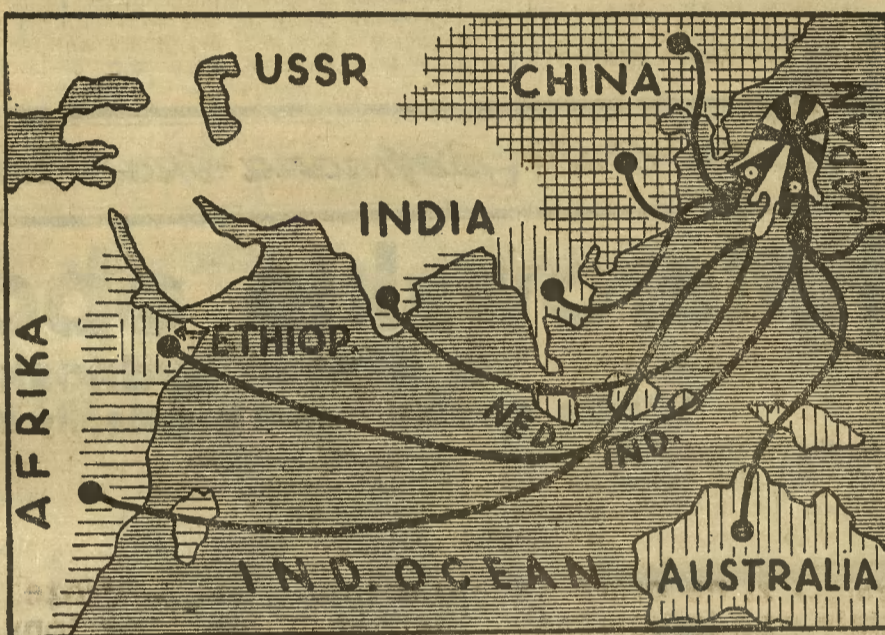 USSR
CHINA
JAPAN
INDIA
ETHIOP.
AFRIKA
NED.
IND.
IND. OCEAN
AUSTRALIA